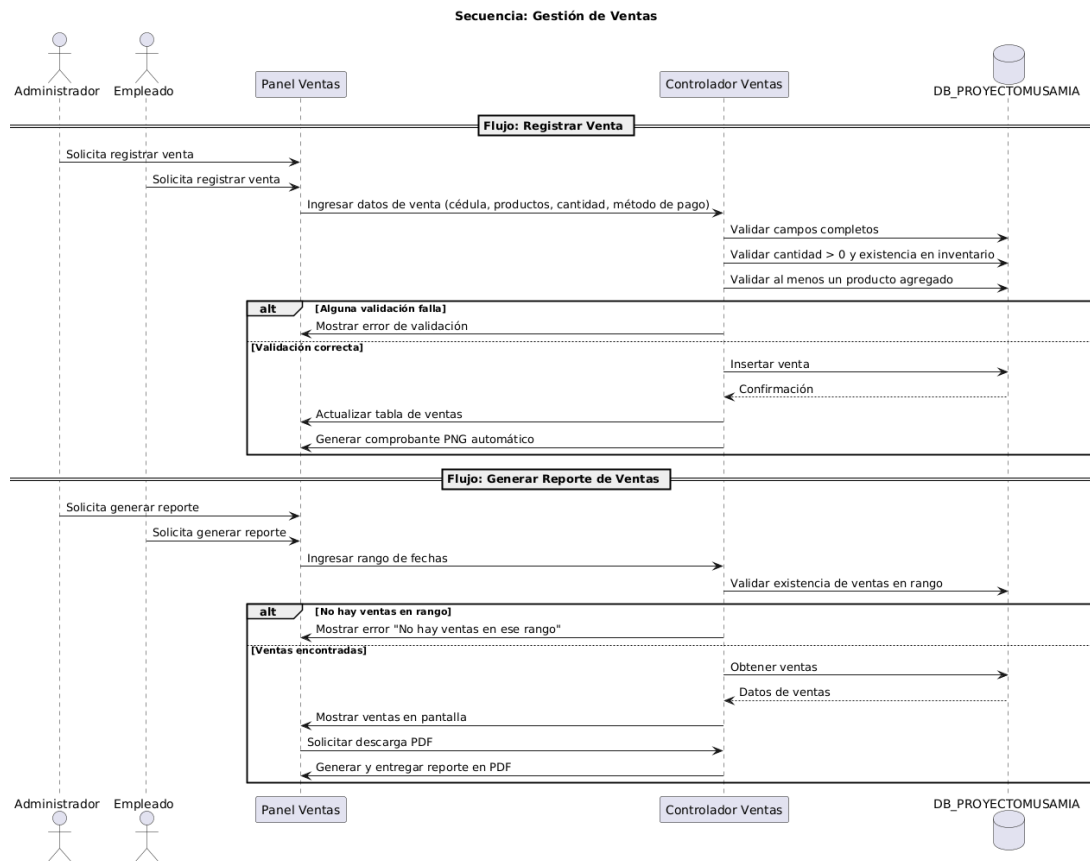 Secuencia: Gestión de Ventas
Administrador
Empleado
Panel Ventas
Controlador Ventas
DB_PROYECTOMUSAMIA
Flujo: Registrar Venta
Solicita registrar venta
Solicita registrar venta
Ingresar datos de venta (cédula, productos, cantidad, método de pago)
Validar campos completos
Validar cantidad > 0 y existencia en inventario
Validar al menos un producto agregado
alt [Alguna validación falla]
Mostrar error de validación
[Validación correcta]
Insertar venta
Confirmación
Actualizar tabla de ventas
Generar comprobante PNG automático
Flujo: Generar Reporte de Ventas
Solicita generar reporte
Solicita generar reporte
Ingresar rango de fechas
Validar existencia de ventas en rango
alt [No hay ventas en rango]
Mostrar error "No hay ventas en ese rango"
[Ventas encontradas]
Obtener ventas
Datos de ventas
Mostrar ventas en pantalla
Solicitar descarga PDF
Generar y entregar reporte en PDF
Administrador
Empleado
Panel Ventas
Controlador Ventas
DB_PROYECTOMUSAMIA